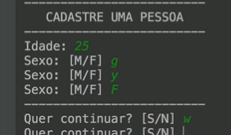 CADASTRE UMA PESSOA
Idade: 25
Sexo: [M/F] g
Sexo: [M/F] y
Sexo: [M/F] F
Quer continuar? [S/N] w
Quer continuar? [S/N]